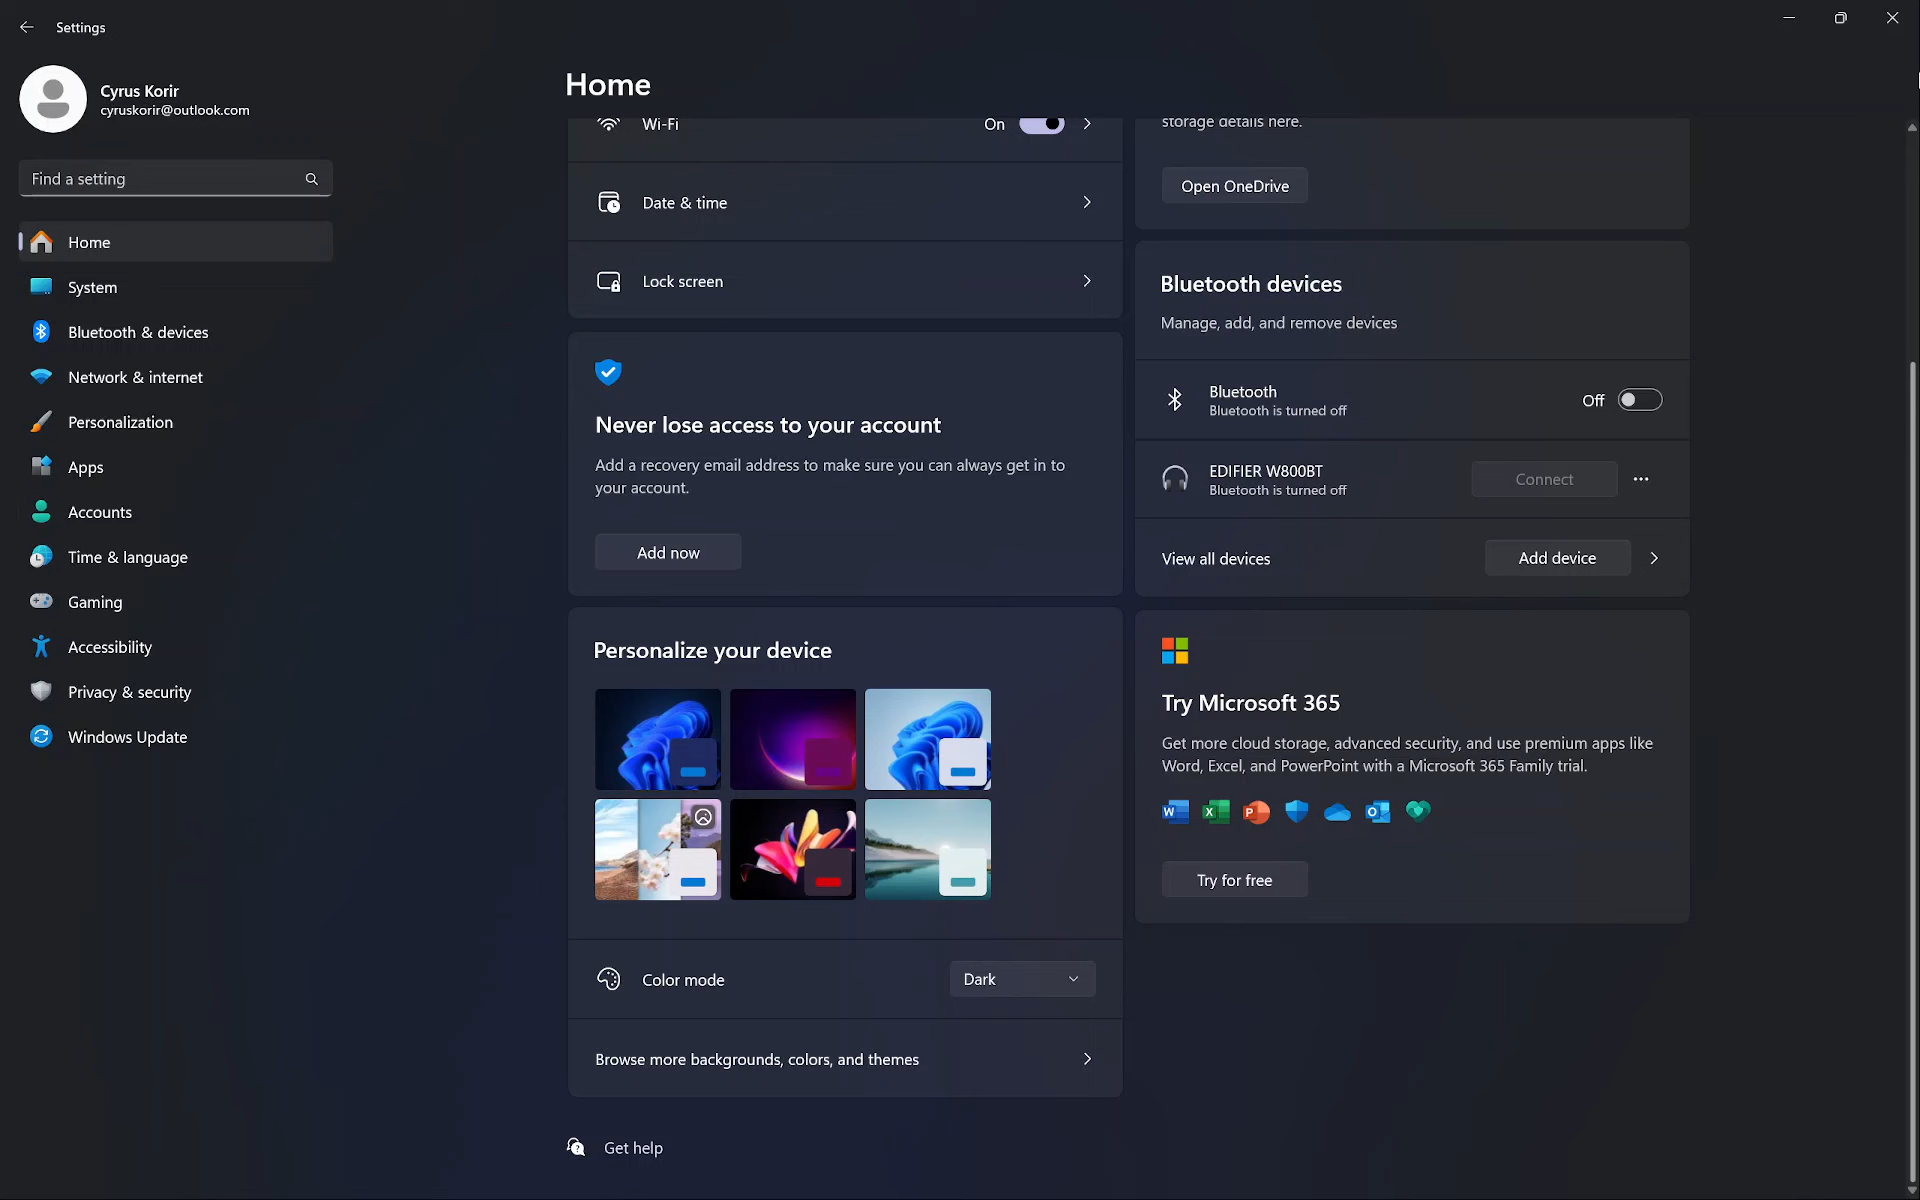 Settings
Cyrus Korir
cyruskorir@outlook.com
Find a setting
Home
System
Bluetooth & devices
Network & internet
Personalization
Apps
Accounts
Time & language
Gaming
Accessibility
Privacy & security
Windows Update
Home
Wi-Fi
On
Date & time
Lock screen
Never lose access to your account
Add a recovery email address to make sure you can always get in to
your account.
Add now
Personalize your device
Color mode
Dark
Browse more backgrounds, colors, and themes
Get help
storage details here.
Open OneDrive
Bluetooth devices
Manage, add, and remove devices
Bluetooth
Bluetooth is turned off
Off
EDIFIER W800BT
Bluetooth is turned off
Connect
View all devices
Add device
Try Microsoft 365
Get more cloud storage, advanced security, and use premium apps like
Word, Excel, and PowerPoint with a Microsoft 365 Family trial.
Try for free